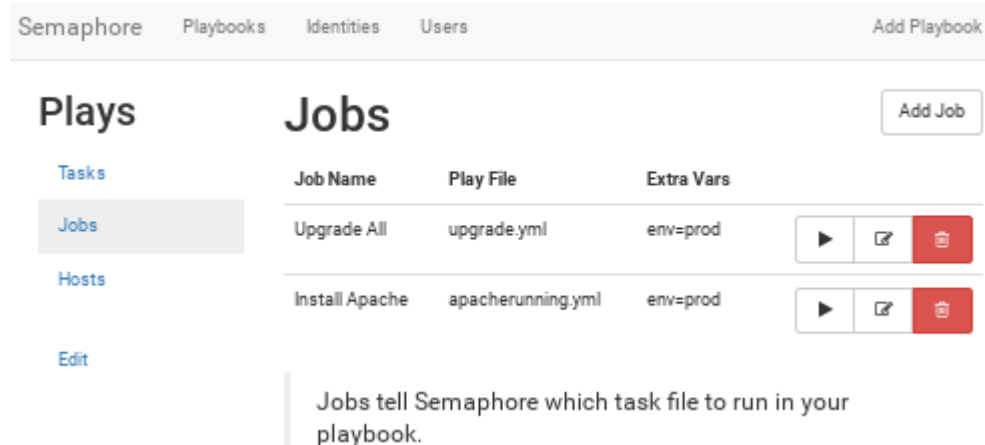 Semaphore Playbooks Identities Users Add Playbook
Plays
Tasks
Jobs
Hosts
Edit
Jobs Add Job
Job Name Play File Extra Vars
Upgrade All upgrade.yml env=prod
Install Apache apacherunning.yml env=prod
Jobs tell Semaphore which task file to run in your
playbook.